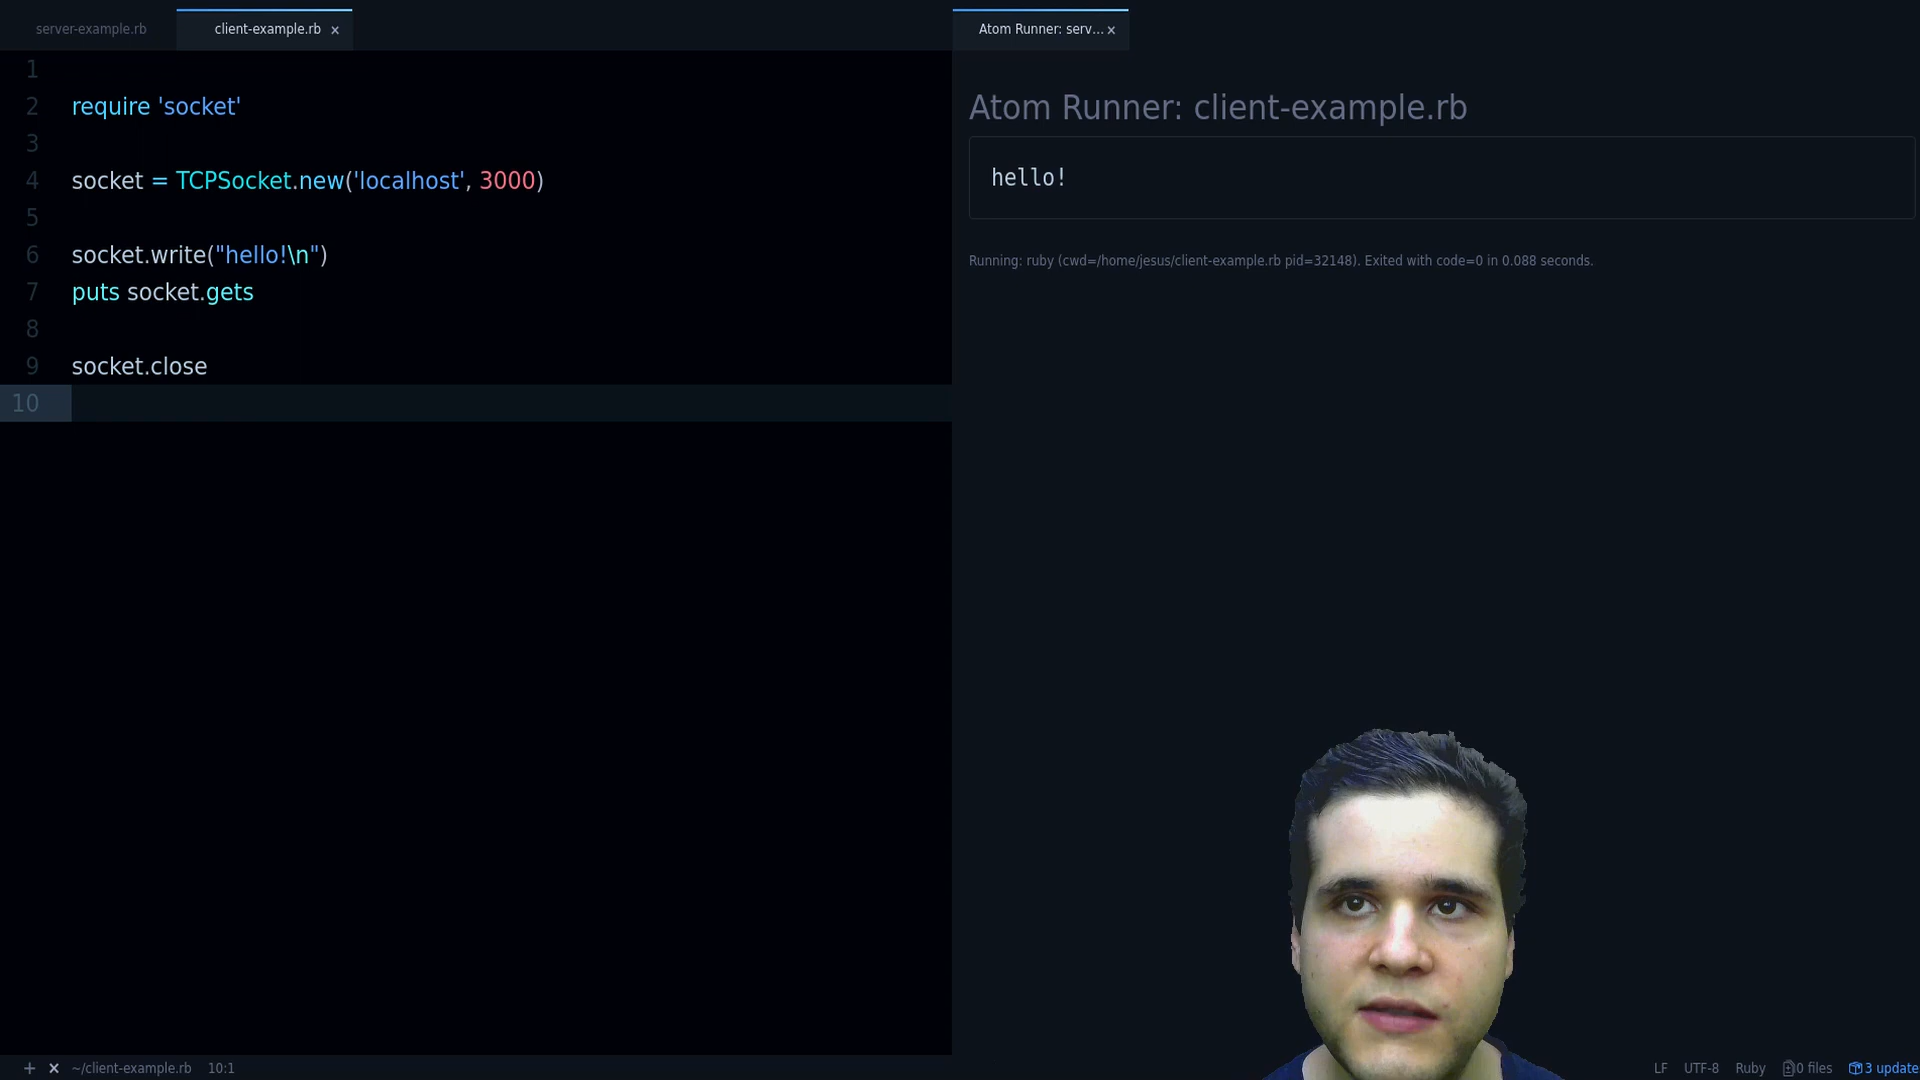 server-example.rb
client-example.rb ×
Atom Runner: serv... ×
1
2 require 'socket'
3
4 socket = TCPSocket.new('localhost', 3000)
5
6 socket.write("hello!\n")
7 puts socket.gets
8
9 socket.close
10
Atom Runner: client-example.rb
hello!
Running: ruby (cwd=/home/jesus/client-example.rb pid=32148). Exited with code=0 in 0.088 seconds.
~/client-example.rb 10:1
LF UTF-8 Ruby 0 files 3 update